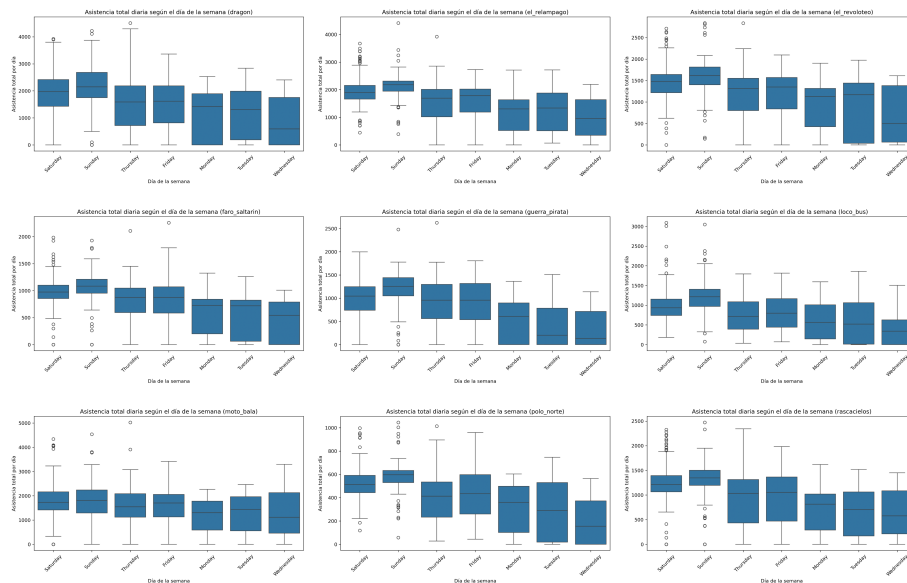 Asistencia total diaria según el día de la semana (dragon)
Asistencia total por día
4000
3000
2000
1000
0
Saturday
Sunday
Thursday
Friday
Monday
Tuesday
Wednesday
Día de la semana
Asistencia total diaria según el día de la semana (el_relampago)
Asistencia total por día
4000
3000
2000
1000
0
Saturday
Sunday
Thursday
Friday
Monday
Tuesday
Wednesday
Día de la semana
Asistencia total diaria según el día de la semana (el_revoloteo)
Asistencia total por día
2500
2000
1500
1000
500
0
Saturday
Sunday
Thursday
Friday
Monday
Tuesday
Wednesday
Día de la semana
Asistencia total diaria según el día de la semana (faro_saltarin)
Asistencia total por día
2000
1500
1000
500
0
Saturday
Sunday
Thursday
Friday
Monday
Tuesday
Wednesday
Día de la semana
Asistencia total diaria según el día de la semana (guerra_pirata)
Asistencia total por día
2500
2000
1500
1000
500
0
Saturday
Sunday
Thursday
Friday
Monday
Tuesday
Wednesday
Día de la semana
Asistencia total diaria según el día de la semana (loco_bus)
Asistencia total por día
3000
2500
2000
1500
1000
500
0
Saturday
Sunday
Thursday
Friday
Monday
Tuesday
Wednesday
Día de la semana
Asistencia total diaria según el día de la semana (moto_bala)
Asistencia total por día
5000
4000
3000
2000
1000
0
Saturday
Sunday
Thursday
Friday
Monday
Tuesday
Wednesday
Día de la semana
Asistencia total diaria según el día de la semana (polo_norte)
Asistencia total por día
1000
800
600
400
200
0
Saturday
Sunday
Thursday
Friday
Monday
Tuesday
Wednesday
Día de la semana
Asistencia total diaria según el día de la semana (rascacielos)
Asistencia total por día
2500
2000
1500
1000
500
0
Saturday
Sunday
Thursday
Friday
Monday
Tuesday
Wednesday
Día de la semana